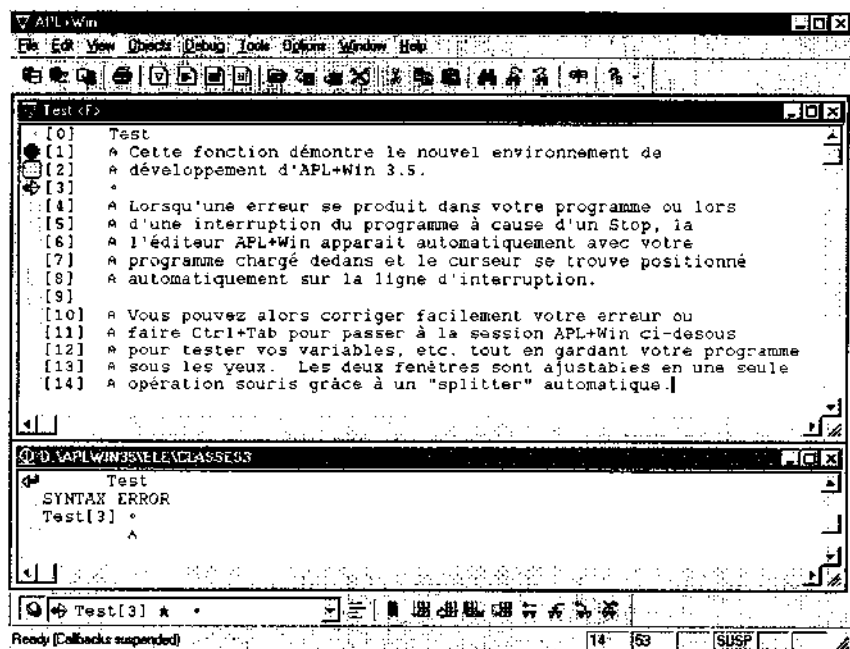 APL+Win
File Edit View Objects Debug Tools Options Window Help
Test <F>
[0] Test
[1] ⍝ Cette fonction démontre le nouvel environnement de
[2] ⍝ développement d'APL+Win 3.5.
[3] ∘
[4] ⍝ Lorsqu'une erreur se produit dans votre programme ou lors
[5] ⍝ d'une interruption du programme à cause d'un Stop, la
[6] ⍝ l'éditeur APL+Win apparait automatiquement avec votre
[7] ⍝ programme chargé dedans et le curseur se trouve positionné
[8] ⍝ automatiquement sur la ligne d'interruption.
[9]
[10] ⍝ Vous pouvez alors corriger facilement votre erreur ou
[11] ⍝ faire Ctrl+Tab pour passer à la session APL+Win ci-desous
[12] ⍝ pour tester vos variables, etc. tout en gardant votre programme
[13] ⍝ sous les yeux. Les deux fenêtres sont ajustables en une seule
[14] ⍝ opération souris grâce à un "splitter" automatique.
D:\APLWIN35\ELE\CLASSES3
Test
SYNTAX ERROR
Test[3] ∘
^
Test[3] ⋆ ∘
Ready (Callbacks suspended) 14 53 SUSP